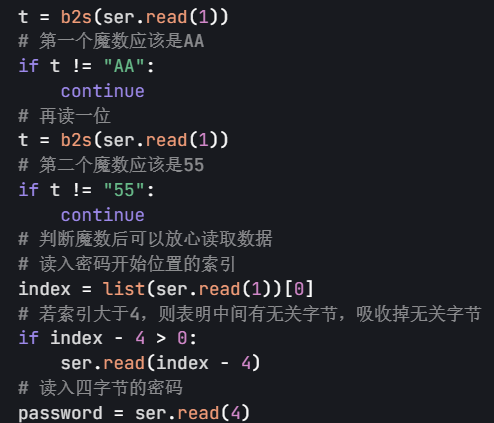 t = b2s(ser.read(1))
# 第一个魔数应该是AA
if t != "AA":
    continue
# 再读一位
t = b2s(ser.read(1))
# 第二个魔数应该是55
if t != "55":
    continue
# 判断魔数后可以放心读取数据
# 读入密码开始位置的索引
index = list(ser.read(1))[0]
# 若索引大于4，则表明中间有无关字节，吸收掉无关字节
if index - 4 > 0:
    ser.read(index - 4)
# 读入四字节的密码
password = ser.read(4)